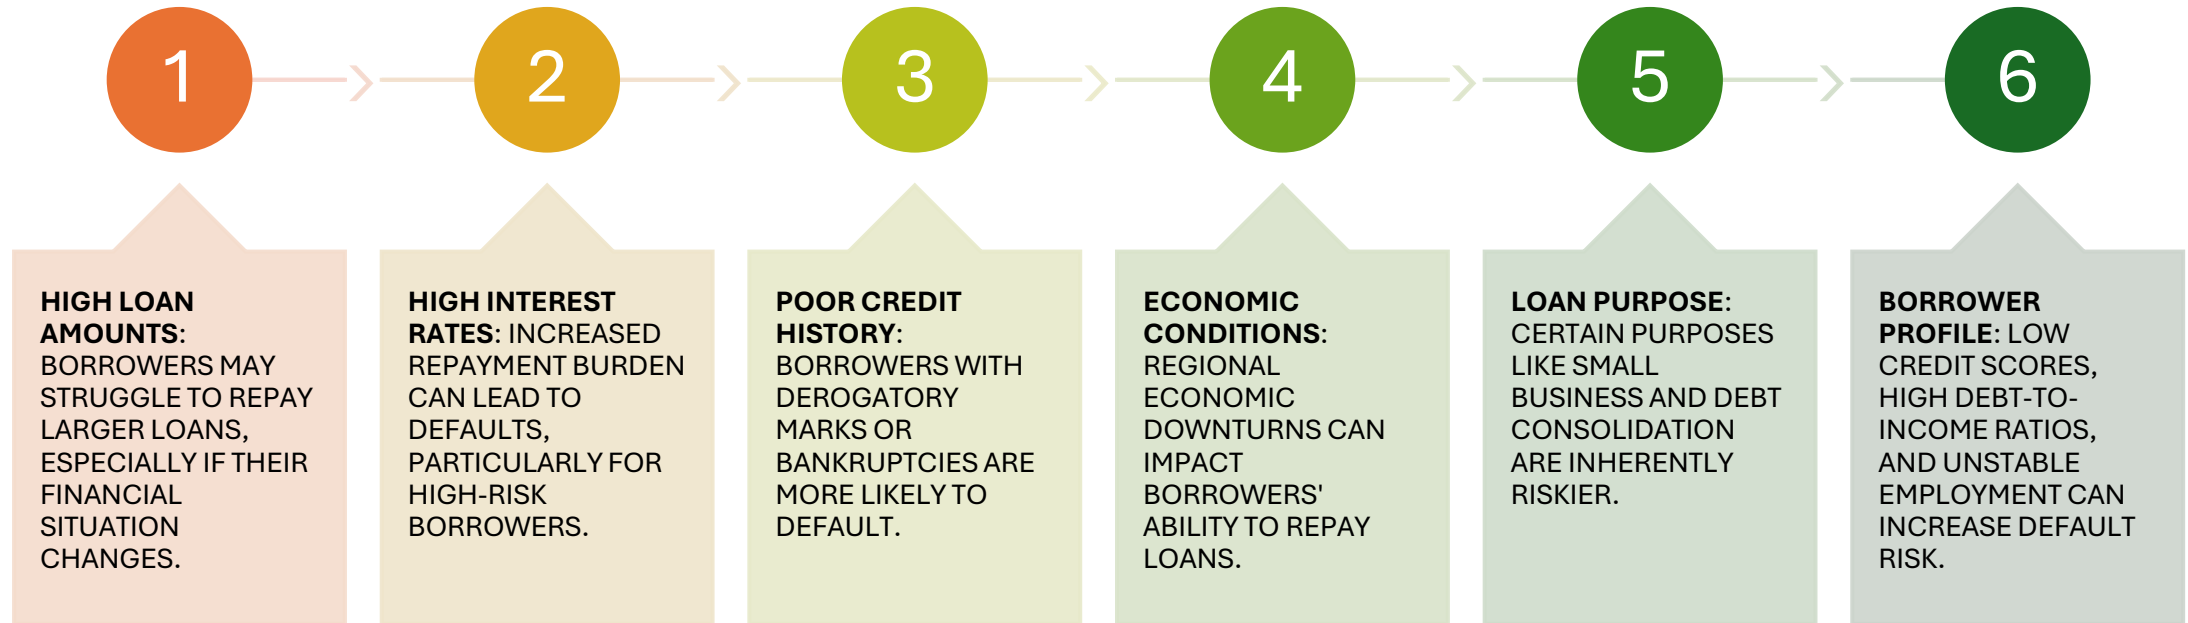 1
2
3
4
5
6
HIGH LOAN
AMOUNTS:
BORROWERS MAY
STRUGGLE TO REPAY
LARGER LOANS,
ESPECIALLY IF THEIR
FINANCIAL
SITUATION
CHANGES.
HIGH INTEREST
RATES: INCREASED
REPAYMENT BURDEN
CAN LEAD TO
DEFAULTS,
PARTICULARLY FOR
HIGH-RISK
BORROWERS.
POOR CREDIT
HISTORY:
BORROWERS WITH
DEROGATORY
MARKS OR
BANKRUPTCIES ARE
MORE LIKELY TO
DEFAULT.
ECONOMIC
CONDITIONS:
REGIONAL
ECONOMIC
DOWNTURNS CAN
IMPACT
BORROWERS'
ABILITY TO REPAY
LOANS.
LOAN PURPOSE:
CERTAIN PURPOSES
LIKE SMALL
BUSINESS AND DEBT
CONSOLIDATION
ARE INHERENTLY
RISKIER.
BORROWER
PROFILE: LOW
CREDIT SCORES,
HIGH DEBT-TO-
INCOME RATIOS,
AND UNSTABLE
EMPLOYMENT CAN
INCREASE DEFAULT
RISK.